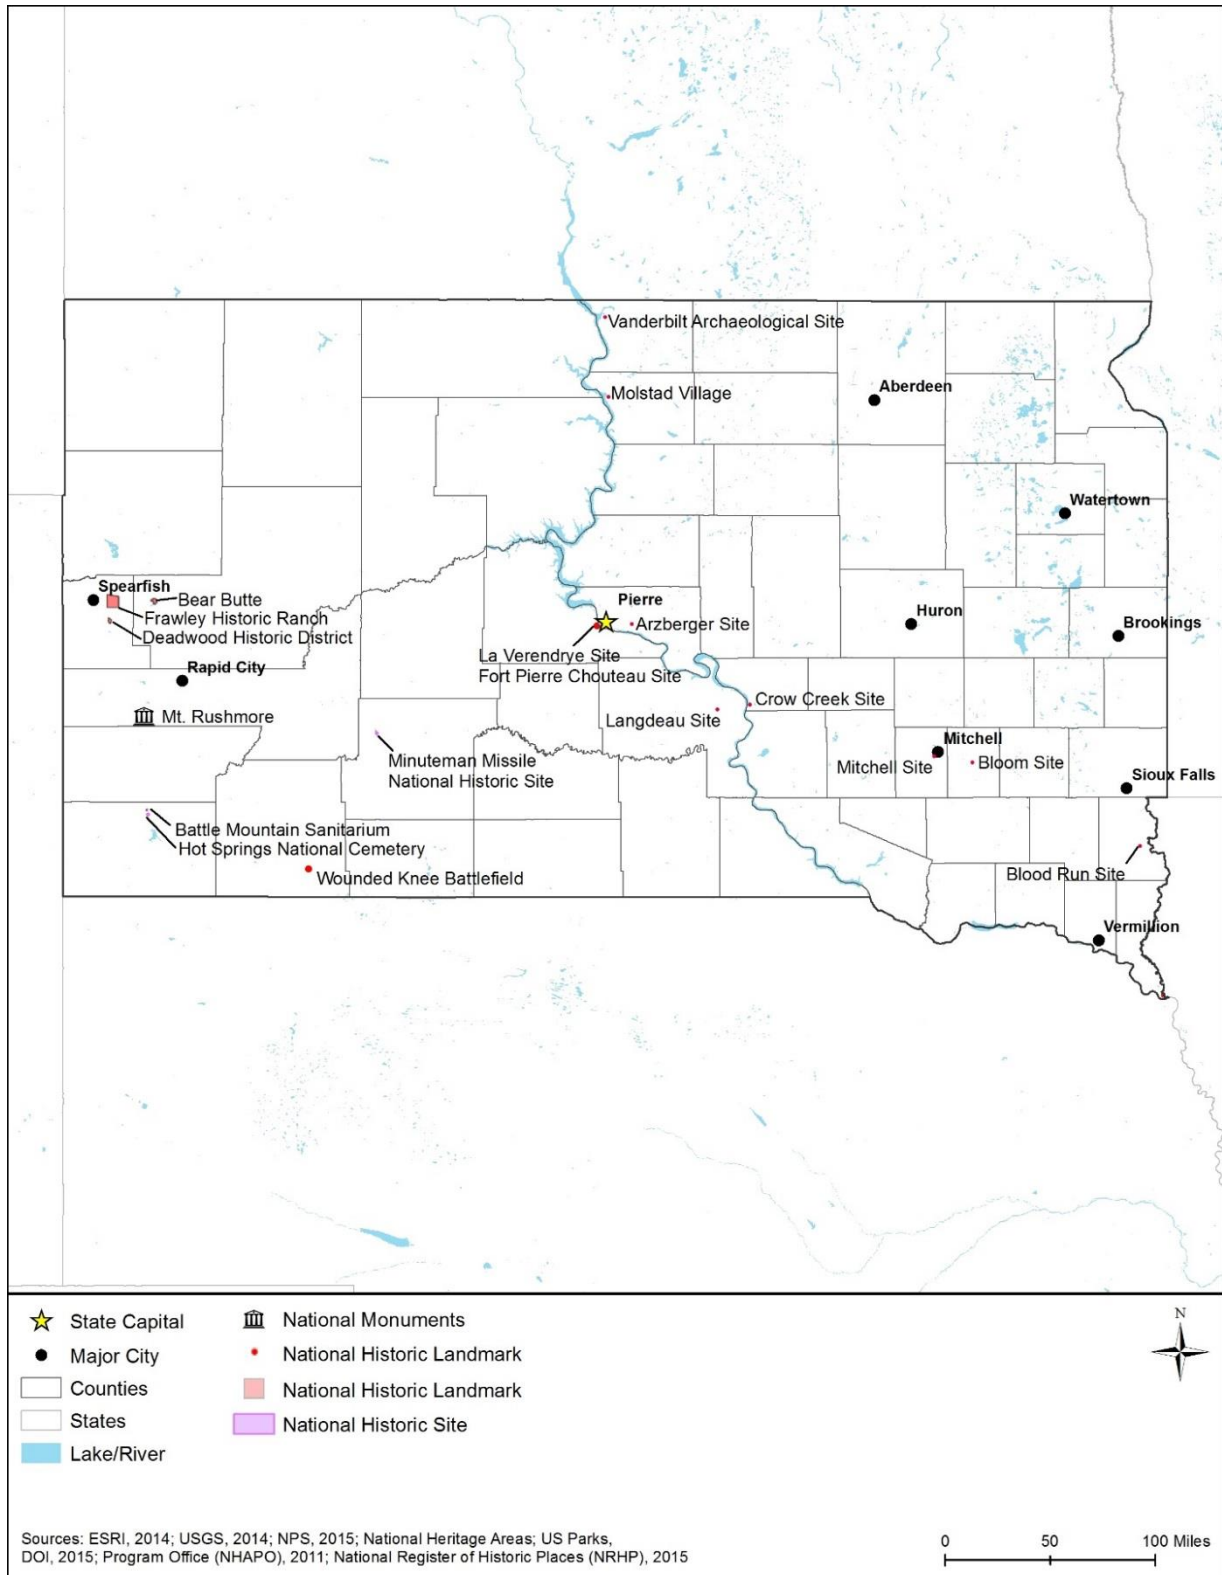 Vanderbilt Archaeological Site
Molstad Village
Aberdeen
Watertown
Spearfish
Bear Butte
Frawley Historic Ranch
Deadwood Historic District
Pierre
Arzberger Site
Huron
Brookings
La Verendrye Site
Fort Pierre Chouteau Site
Rapid City
Mt. Rushmore
Crow Creek Site
Langdeau Site
Minuteman Missile
National Historic Site
Mitchell
Mitchell Site
Bloom Site
Sioux Falls
Battle Mountain Sanitarium
Hot Springs National Cemetery
Wounded Knee Battlefield
Blood Run Site
Vermillion
State Capital
Major City
Counties
States
Lake/River
National Monuments
National Historic Landmark
National Historic Landmark
National Historic Site
N
Sources: ESRI, 2014; USGS, 2014; NPS, 2015; National Heritage Areas; US Parks,
DOI, 2015; Program Office (NHAPO), 2011; National Register of Historic Places (NRHP), 2015
0 50 100 Miles